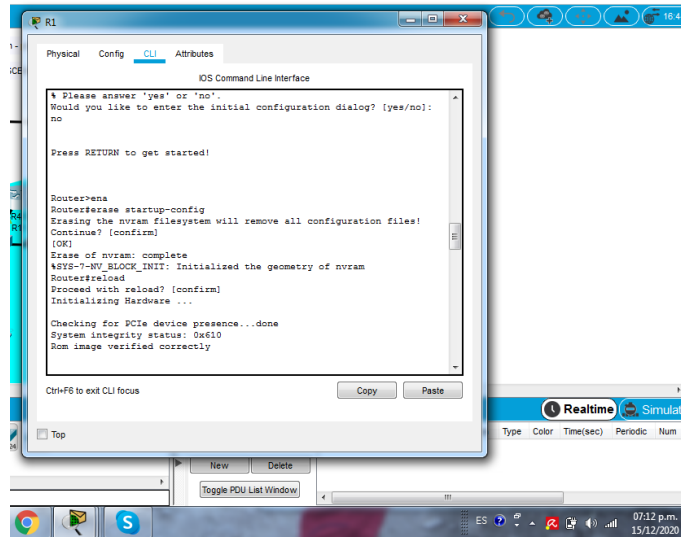 R1
16:4
Physical Config CLI Attributes
IOS Command Line Interface
% Please answer 'yes' or 'no'.
Would you like to enter the initial configuration dialog? [yes/no]:
no
Press RETURN to get started!
Router>ena
Router#erase startup-config
Erasing the nvram filesystem will remove all configuration files!
Continue? [confirm]
[OK]
Erase of nvram: complete
%SYS-7-NV_BLOCK_INIT: Initialized the geometry of nvram
Router#reload
Proceed with reload? [confirm]
Initializing Hardware ...
Checking for PCIe device presence...done
System integrity status: 0x610
Rom image verified correctly
Ctrl+F6 to exit CLI focus
Copy Paste
Top
Realtime Simulat
Type Color Time(sec) Periodic Num
New Delete
Toggle PDU List Window
ES
07:12 p.m.
15/12/2020